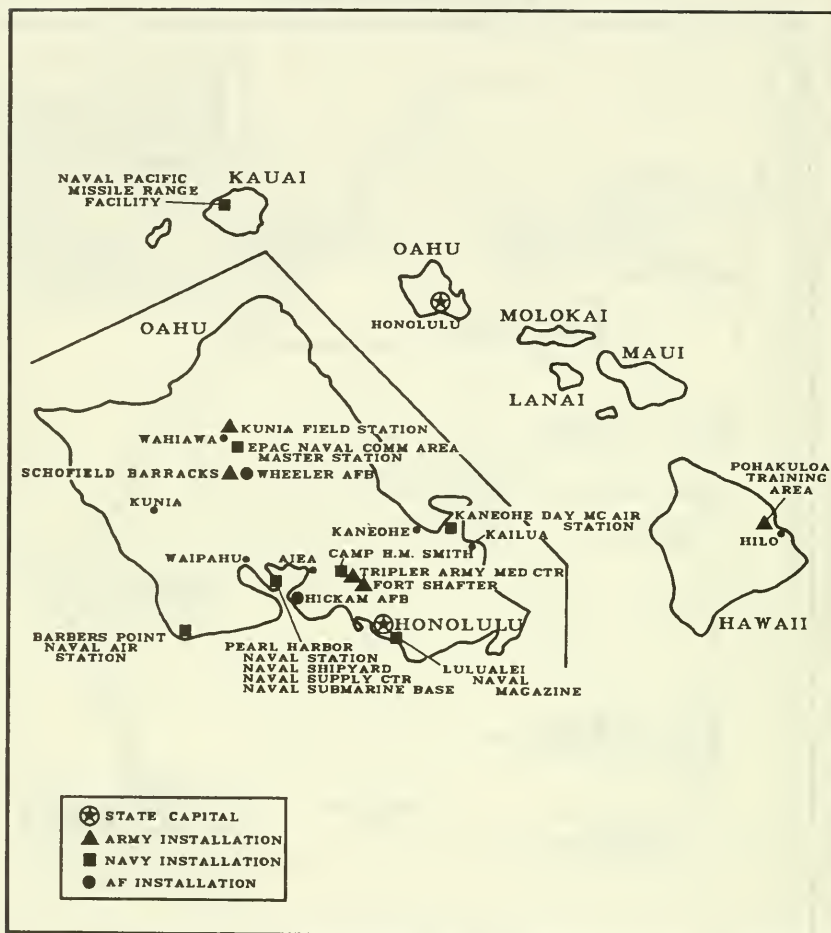 NAVAL PACIFIC
MISSILE RANGE
FACILITY
KAUAI
OAHU
HONOLULU
MOLOKAI
LANAI
MAUI
OAHU
KUNIA FIELD STATION
WAHIAWA
EPAC NAVAL COMM AREA
MASTER STATION
SCHOFIELD BARRACKS
WHEELER AFB
KUNIA
KANEOHE DAY MC AIR
STATION
KANEOHE
KAILUA
WAIPAHU
AIEA
CAMP H.M. SMITH
TRIPLER ARMY MED CTR
FORT SHAFTER
HICKAM AFB
HONOLULU
BARBERS POINT
NAVAL AIR
STATION
PEARL HARBOR
NAVAL STATION
NAVAL SHIPYARD
NAVAL SUPPLY CTR
NAVAL SUBMARINE BASE
LULUALEI
NAVAL
MAGAZINE
POHAKULOA
TRAINING
AREA
HILO
HAWAII
STATE CAPITAL
ARMY INSTALLATION
NAVY INSTALLATION
AF INSTALLATION